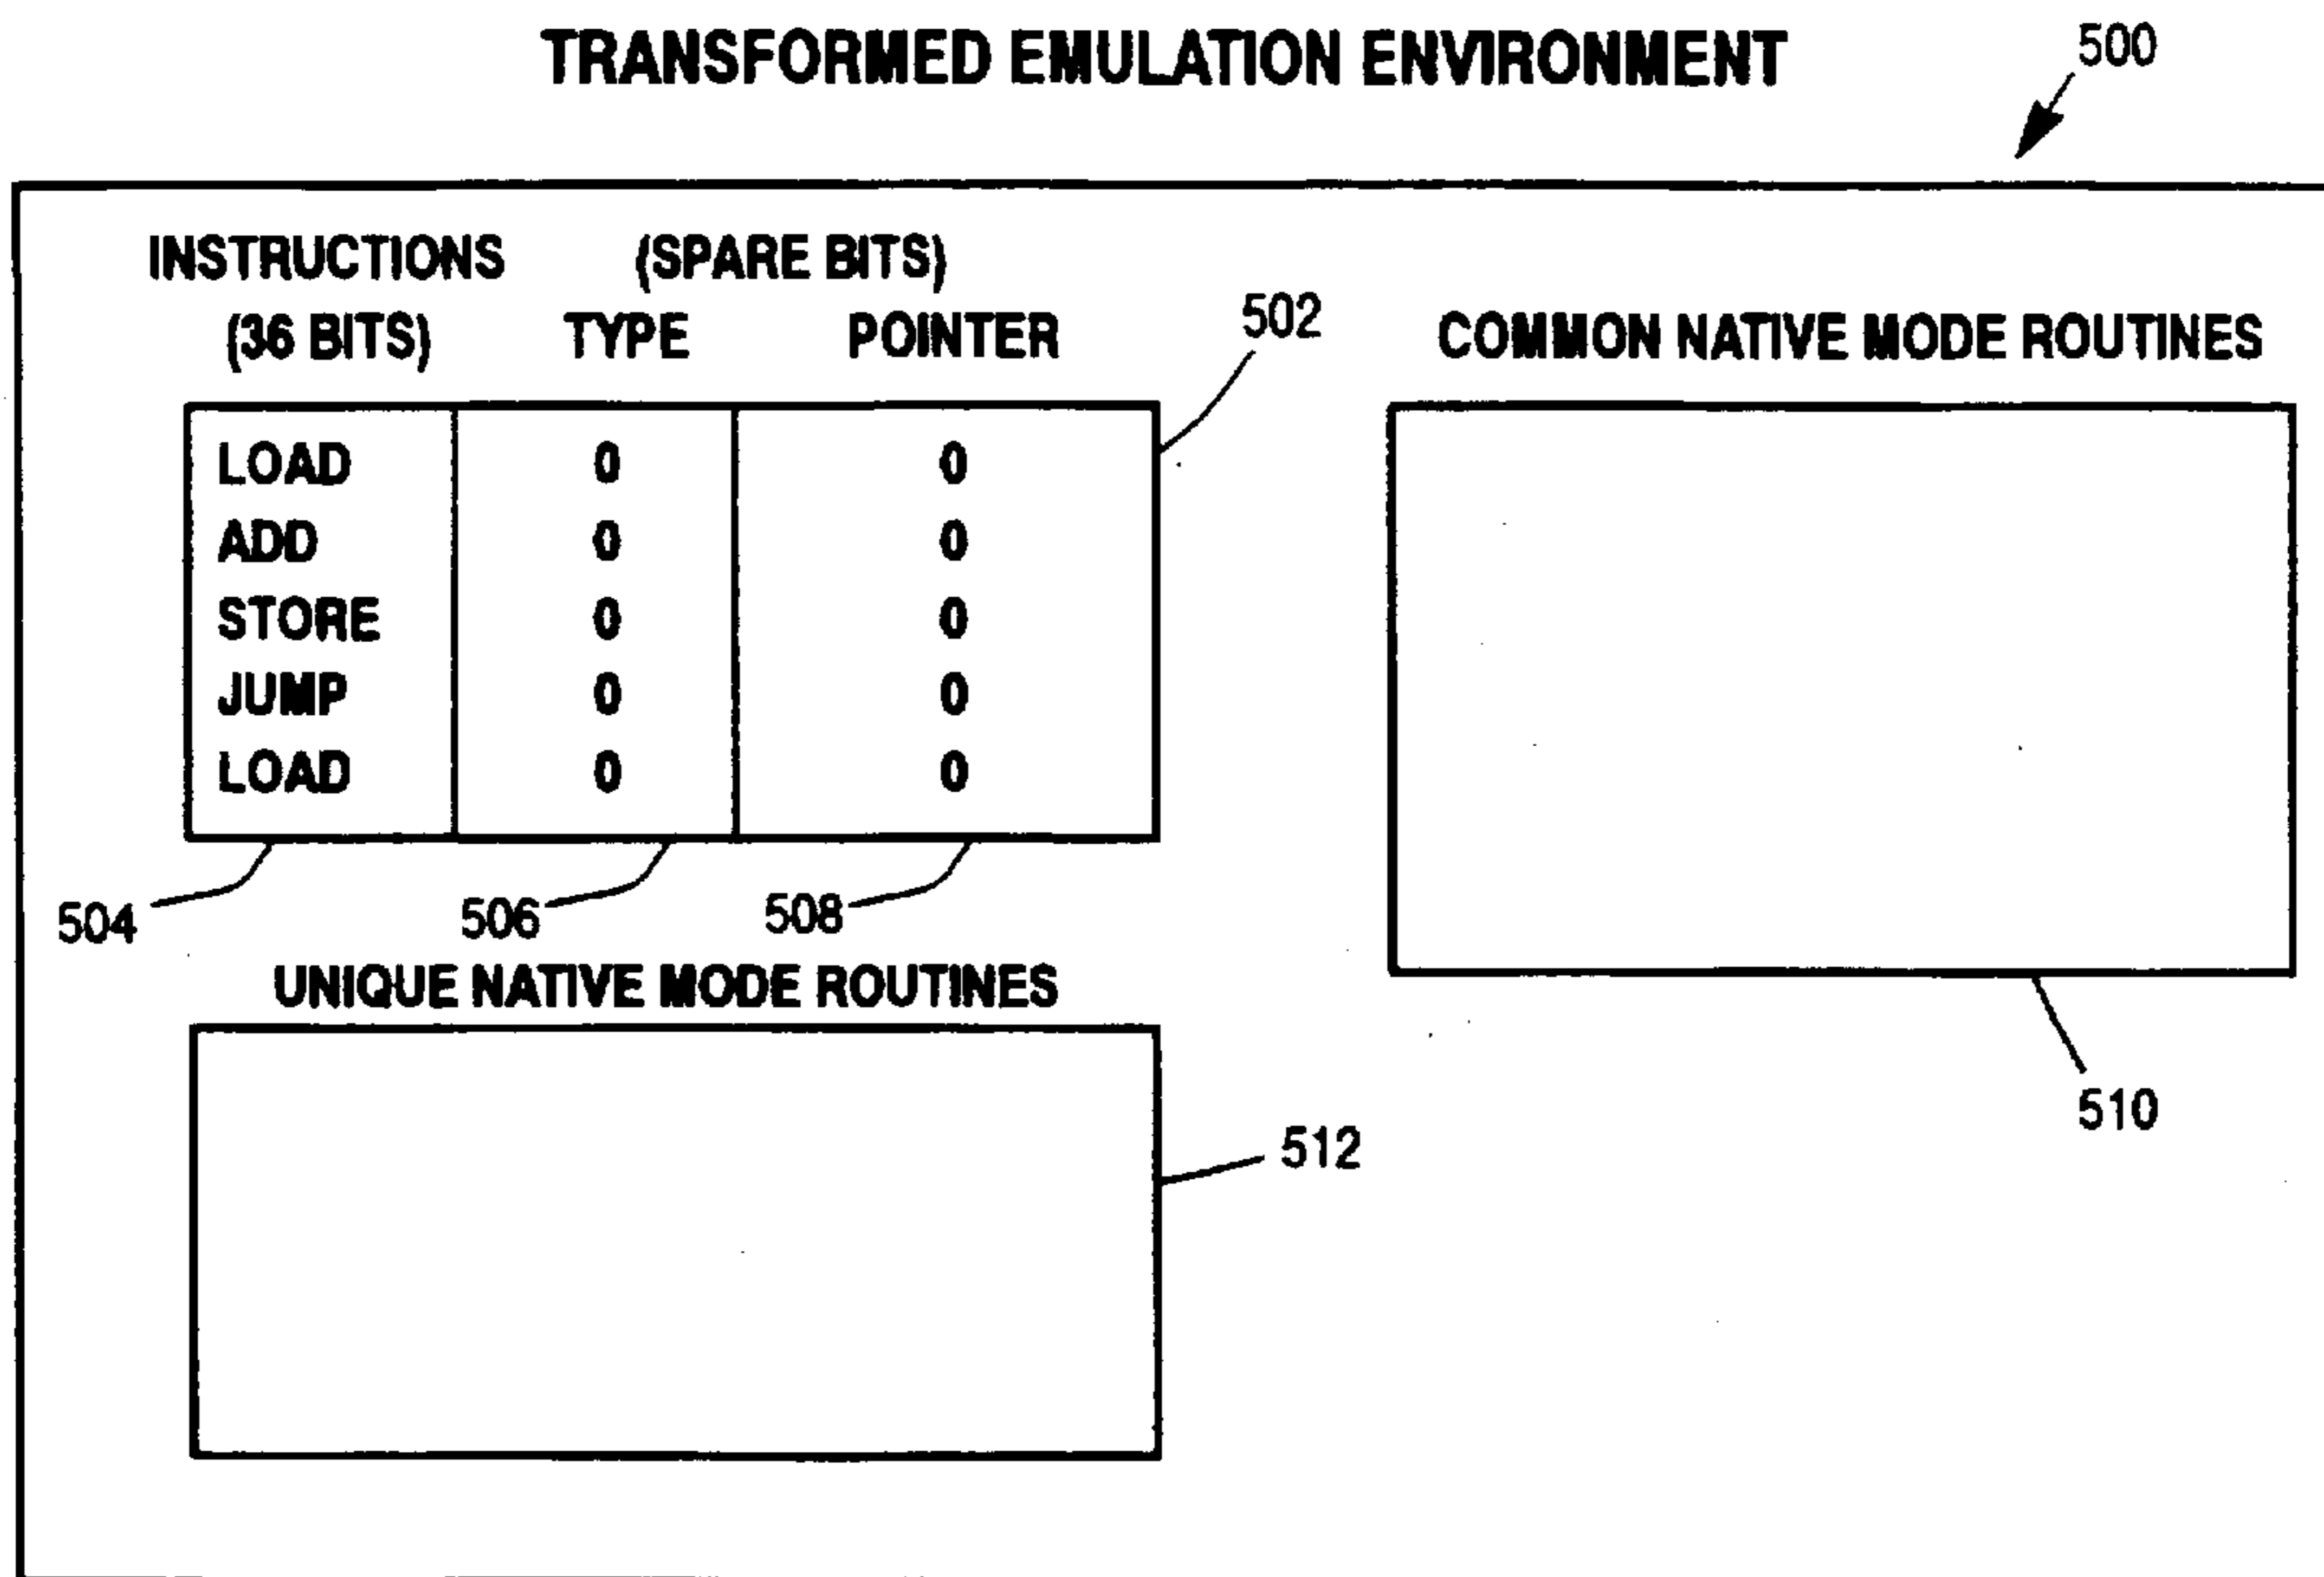 TRANSFORMED EMULATION ENVIRONMENT
500
INSTRUCTIONS (SPARE BITS)
(36 BITS) TYPE POINTER
502
COMMON NATIVE MODE ROUTINES
LOAD 0 0
ADD 0 0
STORE 0 0
JUMP 0 0
LOAD 0 0
504
506
508
UNIQUE NATIVE MODE ROUTINES
510
512